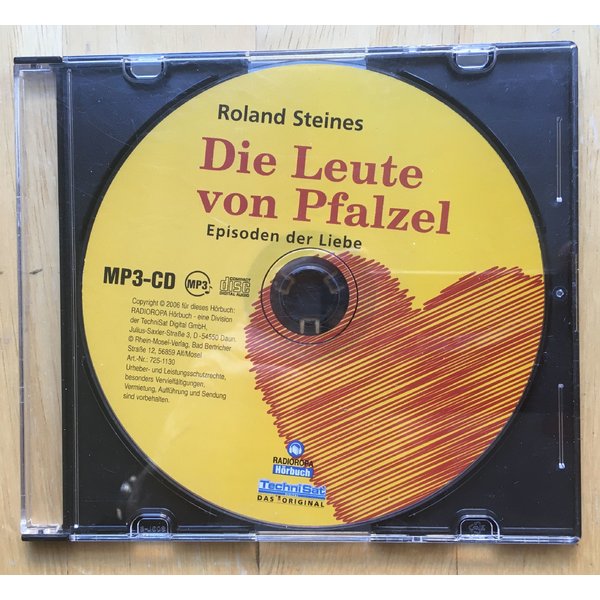 Roland Steines
Die Leute
von Pfalzel
Episoden der Liebe
MP3-CD
MP3
COMPACT
disc
DIGITAL AUDIO
Copyright © 2006 für dieses Hörbuch:
RADIOROPA Hörbuch - eine Division
der TechniSat Digital GmbH,
Julius-Saxler-Straße 3, D - 54550 Daun.
© Rhein-Mosel-Verlag, Bad Bertricher
Straße 12, 56859 Alf/Mosel
Art.-Nr.: 725-1130
Urheber- und Leistungsschutzrechte,
besonders Vervielfältigungen,
Vermietung, Aufführung und Sendung
sind vorbehalten.
RADIOROPA
Hörbuch
TechniSat
DAS ORIGINAL